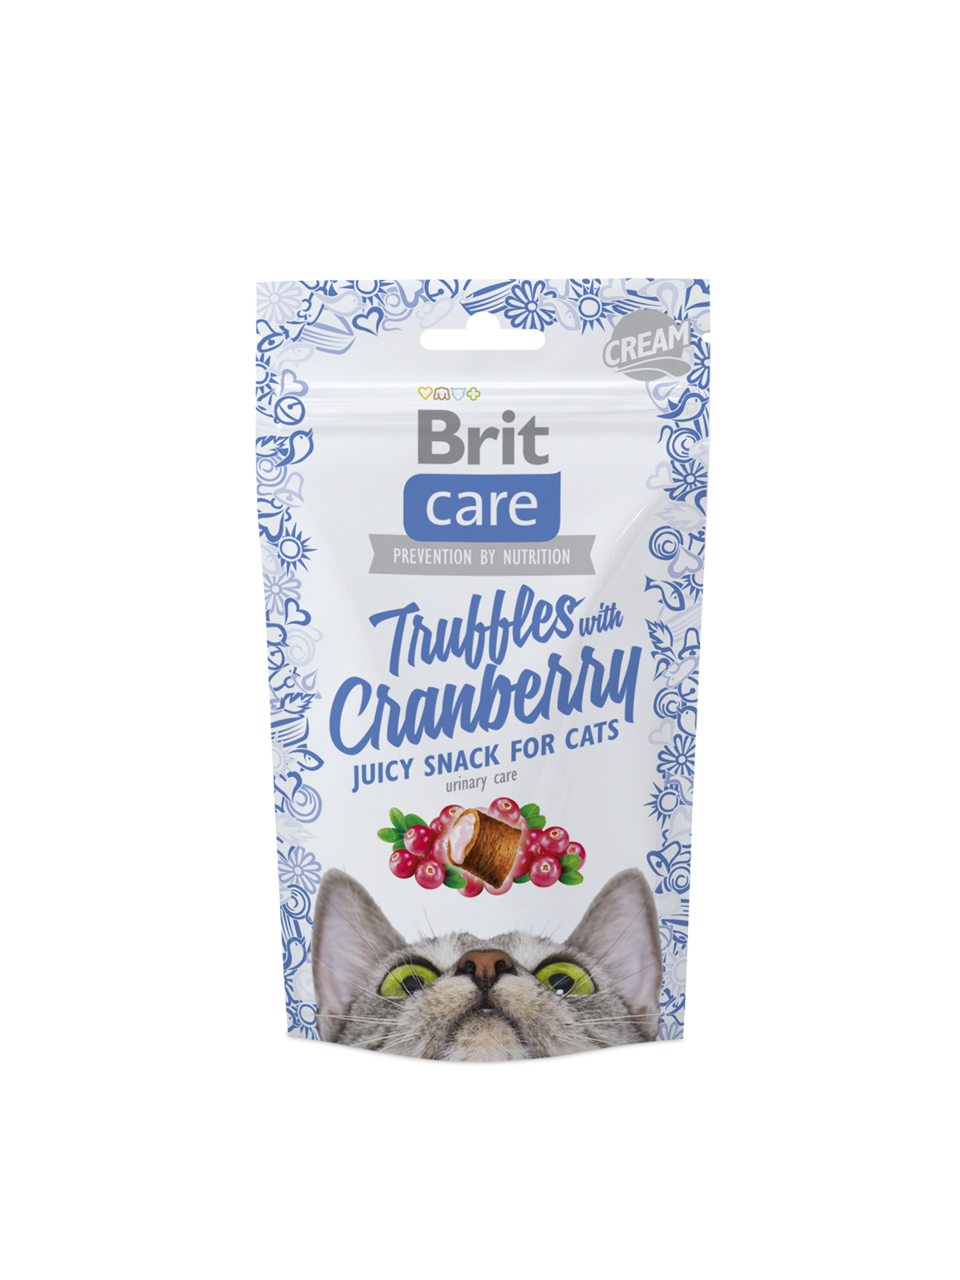 CREAM
Brit
care
PREVENTION BY NUTRITION
Truffles with
Cranberry
JUICY SNACK FOR CATS
urinary care